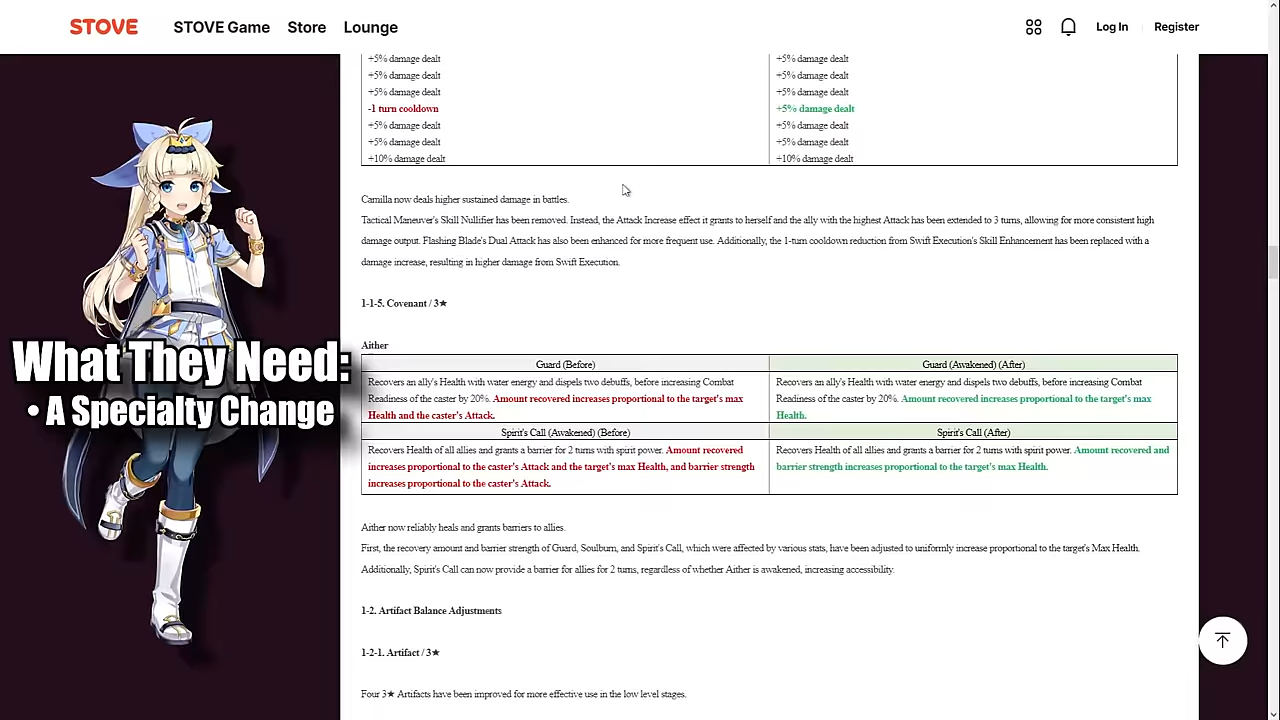 STOVE
STOVE Game
Store
Lounge
Log In
Register
+5% damage dealt
+5% damage dealt
+5% damage dealt
-1 turn cooldown
+5% damage dealt
+5% damage dealt
+10% damage dealt
+5% damage dealt
+5% damage dealt
+5% damage dealt
+5% damage dealt
+5% damage dealt
+5% damage dealt
+10% damage dealt
Camilla now deals higher sustained damage in battles.
Tactical Maneuver's Skill Nullifier has been removed. Instead, the Attack Increase effect it grants to herself and the ally with the highest Attack has been extended to 3 turns, allowing for more consistent high
damage output. Flashing Blade's Dual Attack has also been enhanced for more frequent use. Additionally, the 1-turn cooldown reduction from Swift Execution's Skill Enhancement has been replaced with a
damage increase, resulting in higher damage from Swift Execution.
1-1-5. Covenant / 3★
Aither
Guard (Before)
Guard (Awakened) (After)
Recovers an ally's Health with water energy and dispels two debuffs, before increasing Combat
Readiness of the caster by 20%. Amount recovered increases proportional to the target's max
Health and the caster's Attack.
Recovers an ally's Health with water energy and dispels two debuffs, before increasing Combat
Readiness of the caster by 20%. Amount recovered increases proportional to the target's max
Health.
Spirit's Call (Awakened) (Before)
Spirit's Call (After)
Recovers Health of all allies and grants a barrier for 2 turns with spirit power. Amount recovered
increases proportional to the caster's Attack and the target's max Health, and barrier strength
increases proportional to the caster's Attack.
Recovers Health of all allies and grants a barrier for 2 turns with spirit power. Amount recovered and
barrier strength increases proportional to the target's max Health.
Aither now reliably heals and grants barriers to allies.
First, the recovery amount and barrier strength of Guard, Soulburn, and Spirit's Call, which were affected by various stats, have been adjusted to uniformly increase proportional to the target's Max Health.
Additionally, Spirit's Call can now provide a barrier for allies for 2 turns, regardless of whether Aither is awakened, increasing accessibility.
1-2. Artifact Balance Adjustments
1-2-1. Artifact / 3★
Four 3★ Artifacts have been improved for more effective use in the low level stages.
What They Need:
• A Specialty Change